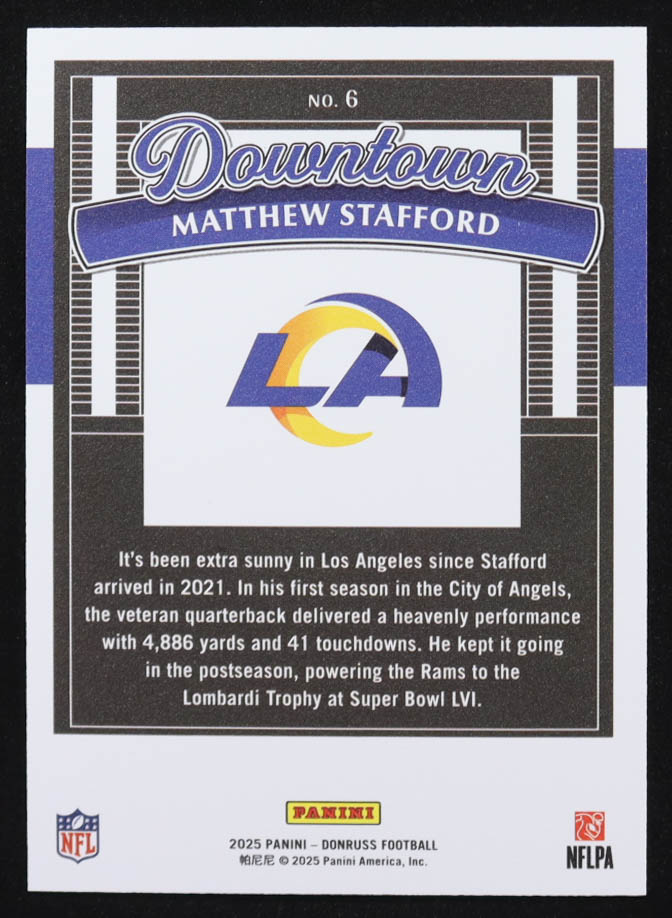 NO. 6
Downtown
MATTHEW STAFFORD
LA
It's been extra sunny in Los Angeles since Stafford
arrived in 2021. In his first season in the City of Angels,
the veteran quarterback delivered a heavenly performance
with 4,886 yards and 41 touchdowns. He kept it going
in the postseason, powering the Rams to the
Lombardi Trophy at Super Bowl LVI.
PANINI
NFL
2025 PANINI – DONRUSS FOOTBALL
帕尼尼 © 2025 Panini America, Inc.
NFLPA